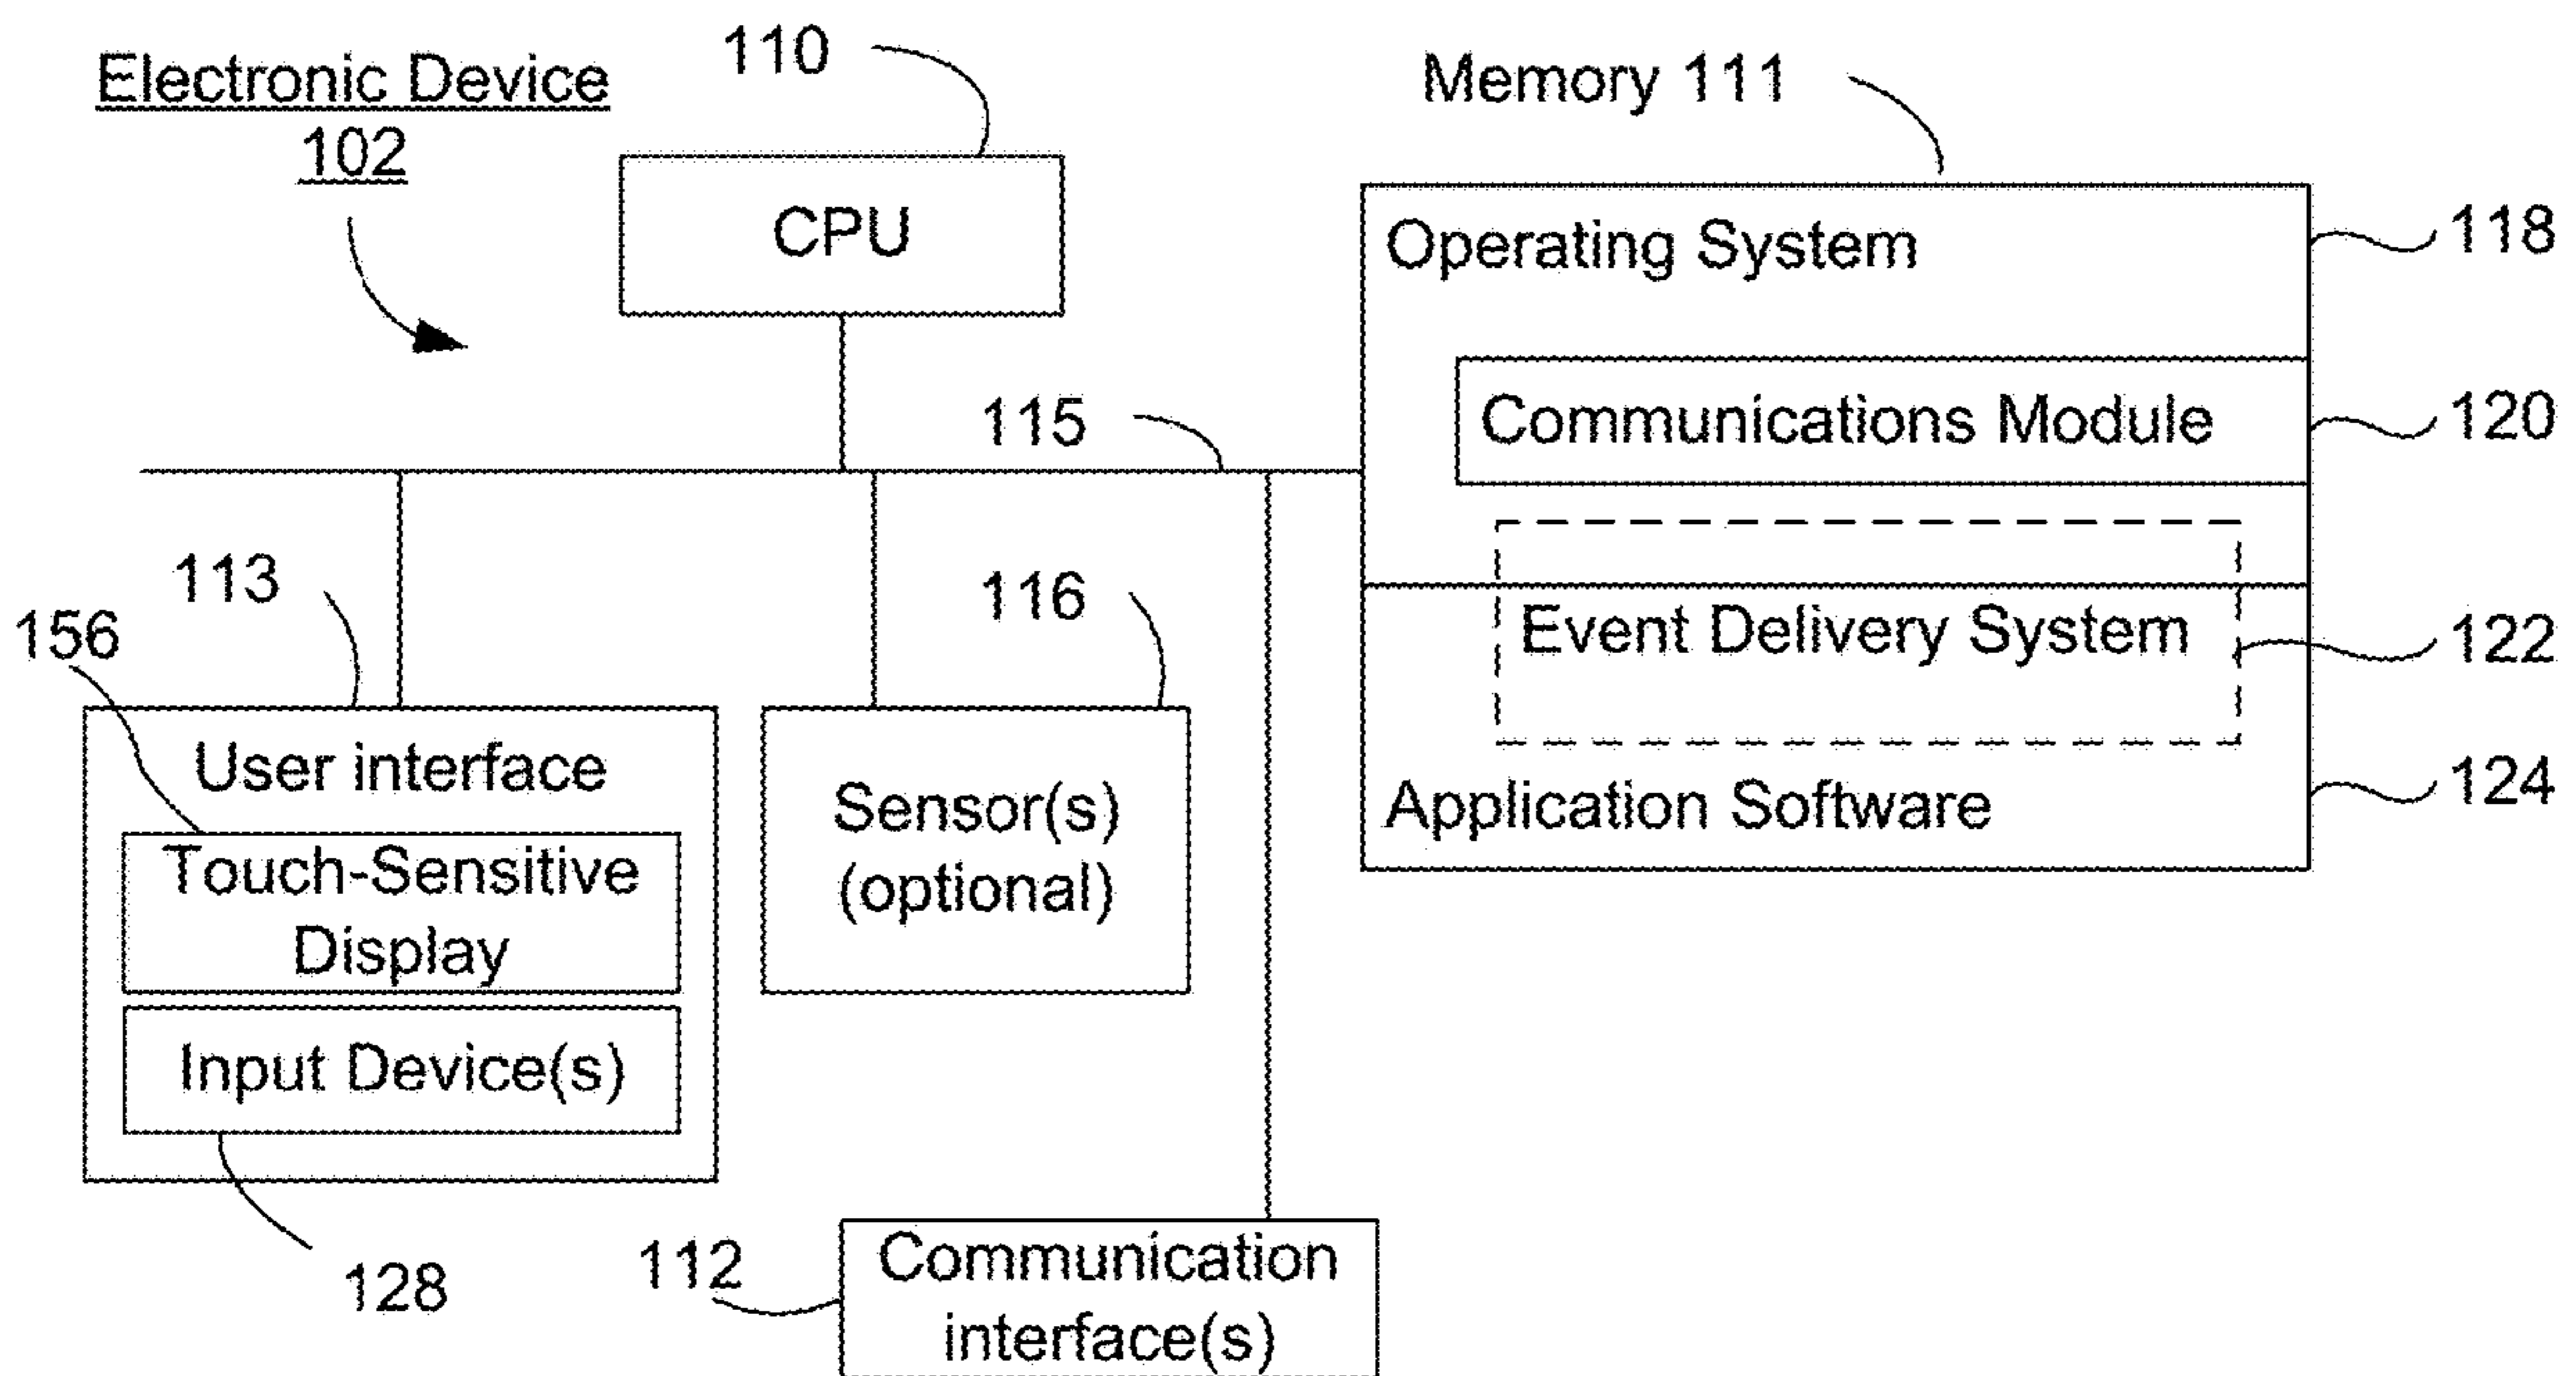 Electronic Device
102
110
CPU
Memory 111
Operating System
118
Communications Module
120
115
Event Delivery System
122
Application Software
124
113
156
User interface
Touch-Sensitive
Display
Input Device(s)
128
116
Sensor(s)
(optional)
112
Communication
interface(s)